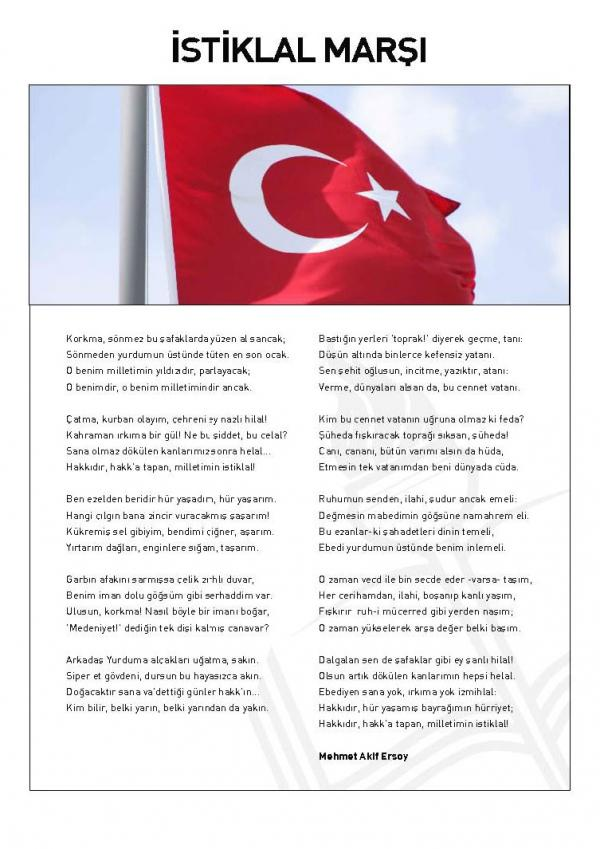 İSTİKLAL MARŞI
Korkma, sönmez bu şafaklarda yüzen al sancak;
Sönmeden yurdumun üstünde tüten en son ocak.
O benim milletimin yıldızıdır, parlayacak;
O benimdir, o benim milletimindir ancak.
Çatma, kurban olayım, çehreni ey nazlı hilal!
Kahraman ırkıma bir gül! Ne bu şiddet, bu celal?
Sana olmaz dökülen kanlarımız sonra helal...
Hakkıdır, hakk'a tapan, milletimin istiklal!
Ben ezelden beridir hür yaşadım, hür yaşarım.
Hangi çılgın bana zincir vuracakmış şaşarım!
Kükremiş sel gibiyim, bendimi çiğner, aşarım.
Yırtarım dağları, enginlere sığam, taşarım.
Garbın afakını sarmışsa çelik zırhlı duvar,
Benim iman dolu göğsüm gibi serhaddim var.
Ulusun, korkma! Nasıl böyle bir imanı boğar,
'Medeniyet!' dediğin tek dişi kalmış canavar?
Arkadaş Yurduma alçakları uğatma, sakın.
Siper et gövdeni, dursun bu hayasızca akın.
Doğacaktır sana va'dettiği günler hakk'ın...
Kim bilir, belki yarın, belki yarından da yakın.
Bastığın yerleri 'toprak!' diyerek geçme, tanı:
Düşün altında binlerce kefensiz yatanı.
Sen şehit oğlusun, incitme, yazıktır, atanı:
Verme, dünyaları alsan da, bu cennet vatanı.
Kim bu cennet vatanın uğruna olmaz ki feda?
Şüheda fışkıracak toprağı sıksan, şüheda!
Canı, cananı, bütün varımı alsın da hüda,
Etmesin tek vatanımdan beni dünyada cüda.
Ruhumun senden, ilahi, şudur ancak emeli:
Değmesin mabedimin göğsüne namahrem eli.
Bu ezanlar-ki şahadetleri dinin temeli,
Ebedi yurdumun üstünde benim inlemeli.
O zaman vecd ile bin secde eder -varsa- taşım,
Her cerihamdan, ilahi, boşanıp kanlı yaşım,
Fışkırır ruh-i mücerred gibi yerden naşım;
O zaman yükselerek arşa değer belki başım.
Dalgalan sen de şafaklar gibi ey şanlı hilal!
Olsun artık dökülen kanlarımın hepsi helal.
Ebediyen sana yok, ırkıma yok izmihlal:
Hakkıdır, hür yaşamış bayrağımın hürriyet;
Hakkıdır, hakk'a tapan, milletimin istiklal!
Mehmet Akif Ersoy